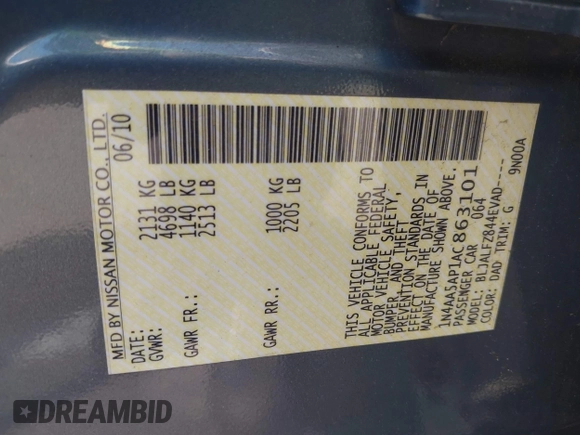 MFD BY NISSAN MOTOR CO., LTD.
DATE: 06/10
GVWR: 2131 KG
4698 LB
GAWR FR.: 1140 KG
2513 LB
GAWR RR.: 1000 KG
2205 LB
THIS VEHICLE CONFORMS TO
ALL APPLICABLE FEDERAL
MOTOR VEHICLE SAFETY,
BUMPER, AND THEFT
PREVENTION STANDARDS IN
EFFECT ON THE DATE OF
MANUFACTURE SHOWN ABOVE.
1N4AA5AP1AC863101
PASSENGER CAR 064
MODEL: BLJALFZ844EVAD----
COLOR: DAD TRIM: G 9N00A
DREAMBID